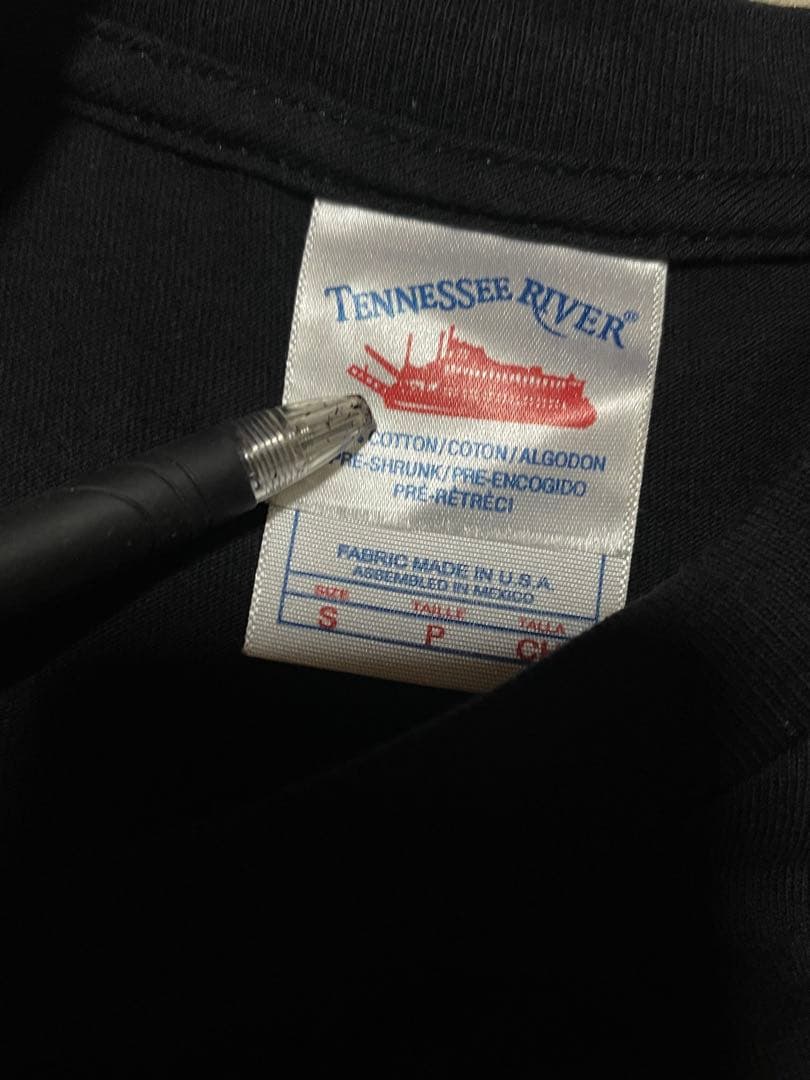 TENNESSEE RIVER®
COTTON/COTON/ALGODON
PRE-SHRUNK/PRE-ENCOGIDO
PRÉ-RÉTRÉCI
FABRIC MADE IN U.S.A.
ASSEMBLED IN MEXICO
SIZE TAILLE TALLA
S P